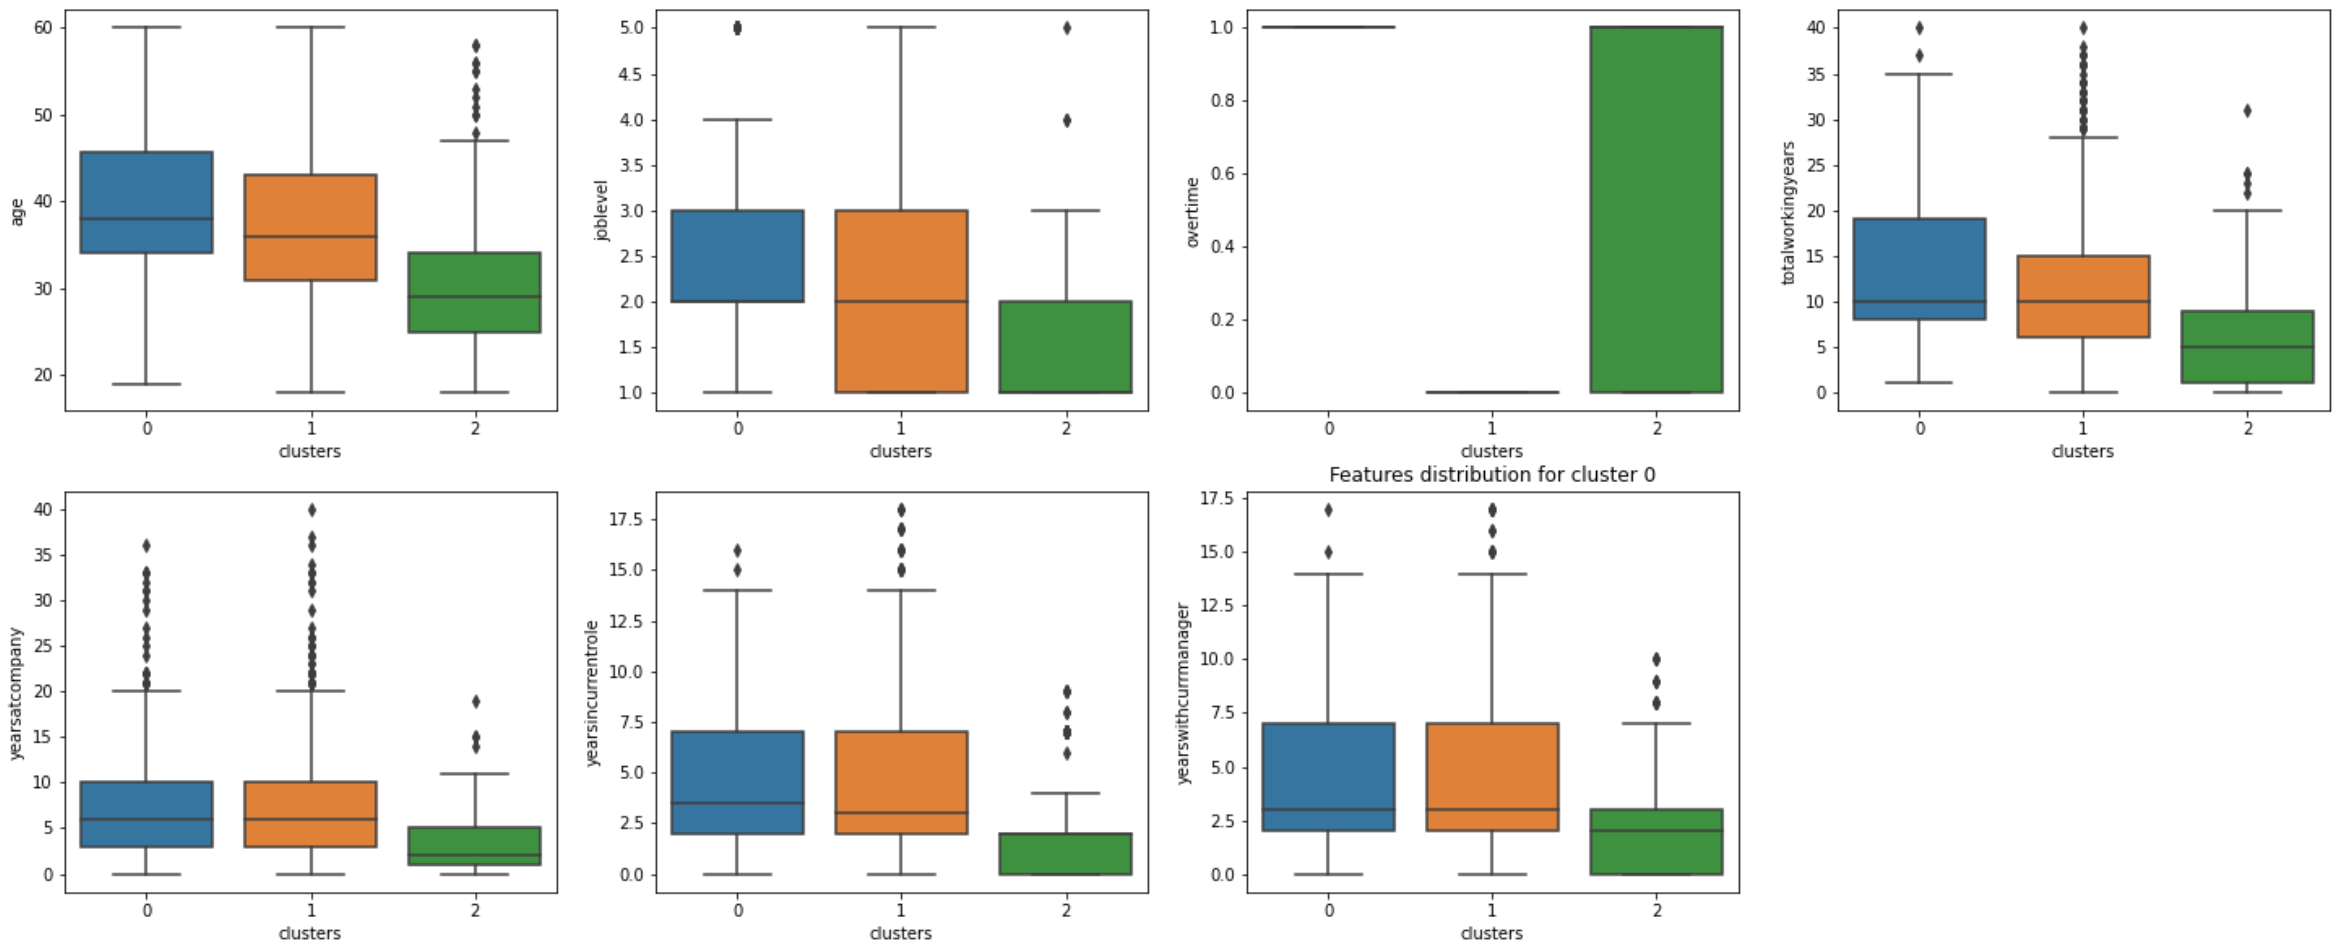 60
50
40
30
20
age
0 1 2
clusters
5.0
4.5
4.0
3.5
3.0
2.5
2.0
1.5
1.0
joblevel
0 1 2
clusters
1.0
0.8
0.6
0.4
0.2
0.0
overtime
0 1 2
clusters
40
35
30
25
20
15
10
5
0
totalworkingyears
0 1 2
clusters
40
35
30
25
20
15
10
5
0
yearsatcompany
0 1 2
clusters
17.5
15.0
12.5
10.0
7.5
5.0
2.5
0.0
yearsincurrentrole
0 1 2
clusters
Features distribution for cluster 0
17.5
15.0
12.5
10.0
7.5
5.0
2.5
0.0
yearswithcurrmanager
0 1 2
clusters